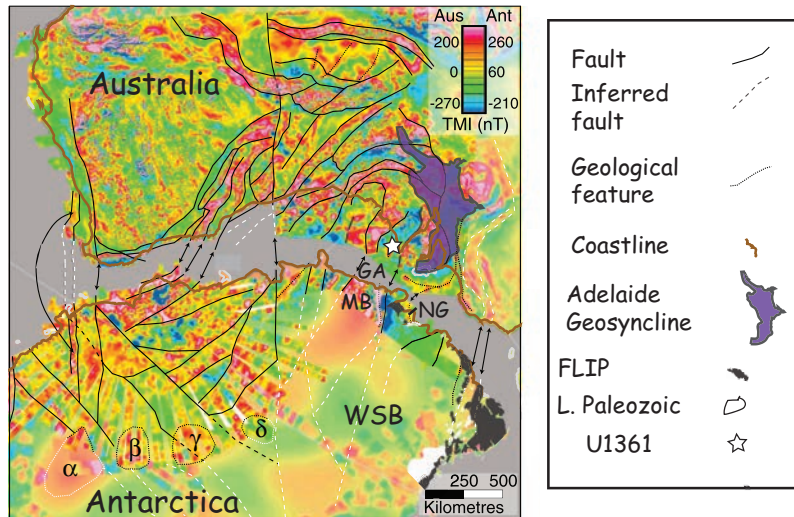 Aus Ant
200 260
0 60
-270 -210
TMI (nT)
Australia
GA
MB
NG
WSB
α
β
γ
δ
Antarctica
250 500
Kilometres
Fault
Inferred
fault
Geological
feature
Coastline
Adelaide
Geosyncline
FLIP
L. Paleozoic
U1361